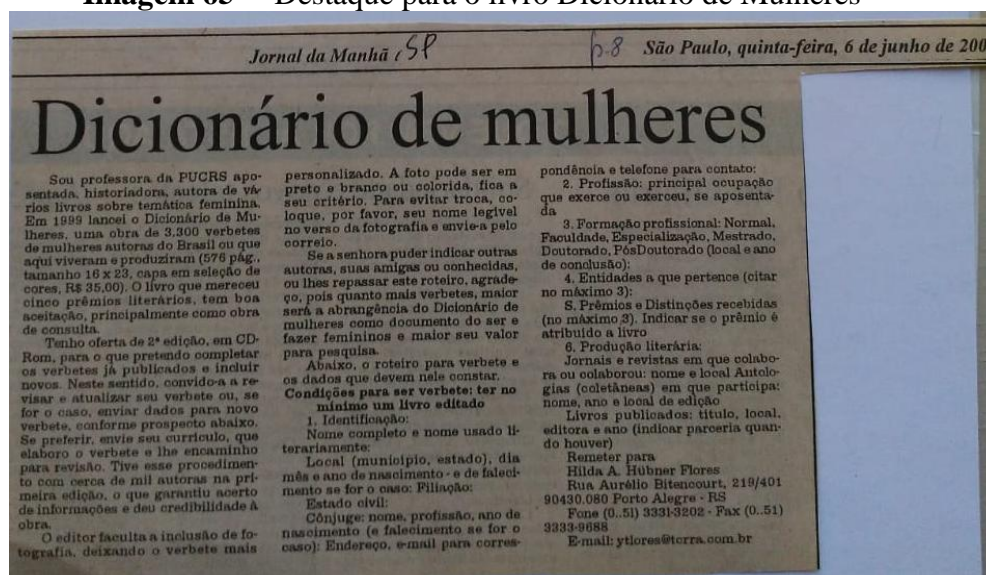 Imagem 65 – Destaque para o livro Dicionário de Mulheres
Jornal da Manhã SP
p.8 São Paulo, quinta-feira, 6 de junho de 200
Dicionário de mulheres
Sou professora da PUCRS apo-
sentada, historiadora, autora de vá-
rios livros sobre temática feminina.
Em 1999 lancei o Dicionário de Mu-
lheres, uma obra de 3.300 verbetes
de mulheres autoras do Brasil ou que
aqui viveram e produziram (576 pág.,
tamanho 16 x 23, capa em seleção de
cores, R$ 35,00). O livro que mereceu
cinco prêmios literários, tem boa
aceitação, principalmente como obra
de consulta.
Tenho oferta de 2ª edição, em CD-
Rom, para o que pretendo completar
os verbetes já publicados e incluir
novos. Neste sentido, convido-a a re-
visar e atualizar seu verbete ou, se
for o caso, enviar dados para novo
verbete, conforme prospecto abaixo.
Se preferir, envie seu curriculo, que
elaboro o verbete e lhe encaminho
para revisão. Tive esse procedimen-
to com cerca de mil autoras na pri-
meira edição, o que garantiu acerto
de informações e deu credibilidade à
obra.
O editor faculta a inclusão de fo-
tografia, deixando o verbete mais
personalizado. A foto pode ser em
preto e branco ou colorida, fica a
seu critério. Para evitar troca, co-
loque, por favor, seu nome legível
no verso da fotografia e envie-a pelo
correio.
Se a senhora puder indicar outras
autoras, suas amigas ou conhecidas,
ou lhes repassar este roteiro, agrade-
ço, pois quanto mais verbetes, maior
será a abrangência do Dicionário de
mulheres como documento do ser e
fazer femininos e maior seu valor
para pesquisa.
Abaixo, o roteiro para verbete e
os dados que devem nele constar.
Condições para ser verbete: ter no
mínimo um livro editado
1. Identificação:
Nome completo e nome usado li-
terariamente:
Local (município, estado), dia
mês e ano de nascimento - e de faleci-
mento se for o caso: Filiação:
Estado civil:
Cônjuge: nome, profissão, ano de
nascimento (e falecimento se for o
caso): Endereço, e-mail para corres-
pondência e telefone para contato:
2. Profissão: principal ocupação
que exerce ou exerceu, se aposenta-
da
3. Formação profissional: Normal,
Faculdade, Especialização, Mestrado,
Doutorado, PósDoutorado (local e ano
de conclusão):
4. Entidades a que pertence (citar
no máximo 3):
S. Prêmios e Distinções recebidas
(no máximo 3). Indicar se o prêmio é
atribuído a livro
6. Produção literária:
Jornais e revistas em que colabo-
ra ou colaborou: nome e local Antolo-
gias (coletâneas) em que participa:
nome, ano e local de edição
Livros publicados: título, local,
editora e ano (indicar parceria quan-
do houver)
Remeter para
Hilda A. Hübner Flores
Rua Aurélio Bitencourt, 219/401
90430.080 Porto Alegre - RS
Fone (0..51) 3331-3202 - Fax (0..51)
3333-9688
E-mail: ytlores@terra.com.br